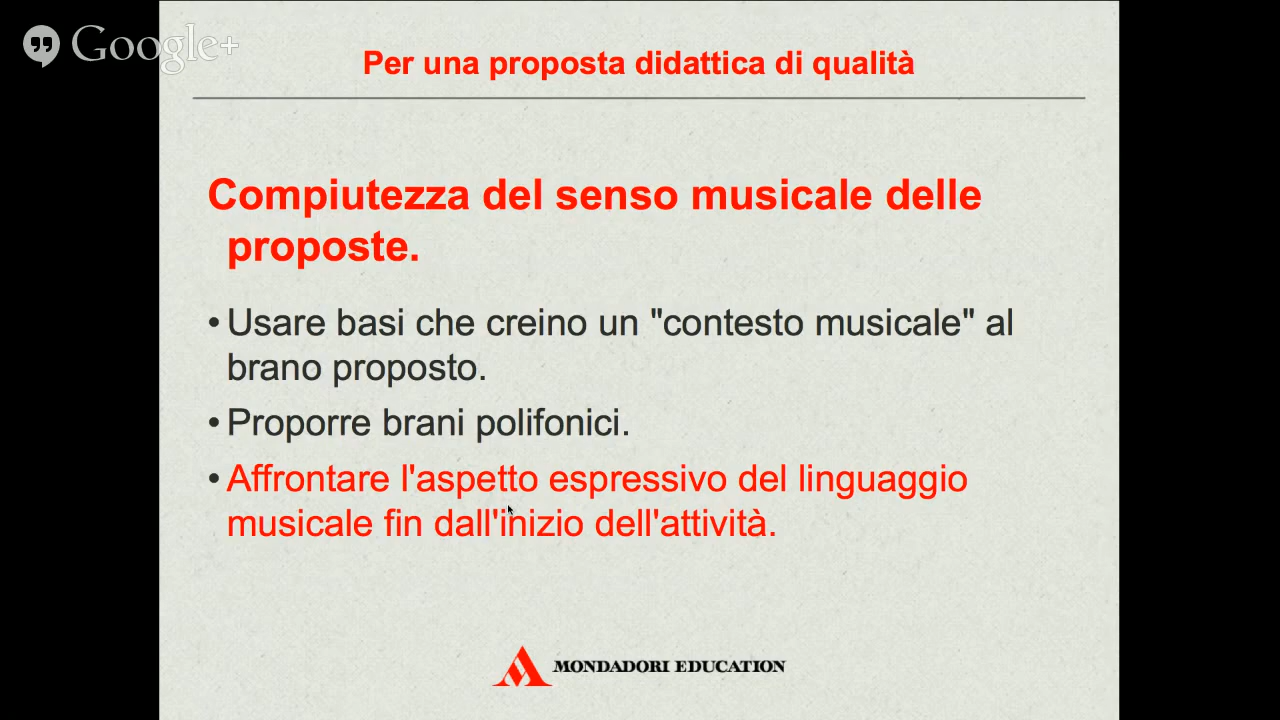 Google+
Per una proposta didattica di qualità
Compiutezza del senso musicale delle
proposte.
• Usare basi che creino un "contesto musicale" al
brano proposto.
• Proporre brani polifonici.
• Affrontare l'aspetto espressivo del linguaggio
musicale fin dall'inizio dell'attività.
MONDADORI EDUCATION